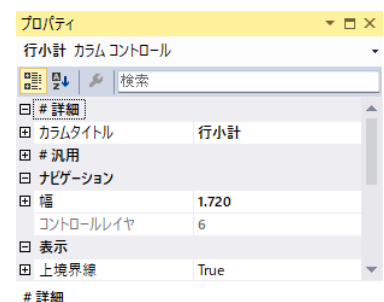 プロパティ
行小計 カラム コントロール
検索
# 詳細
カラムタイトル 行小計
# 汎用
ナビゲーション
幅 1.720
コントロールレイヤ 6
表示
上境界線 True
# 詳細